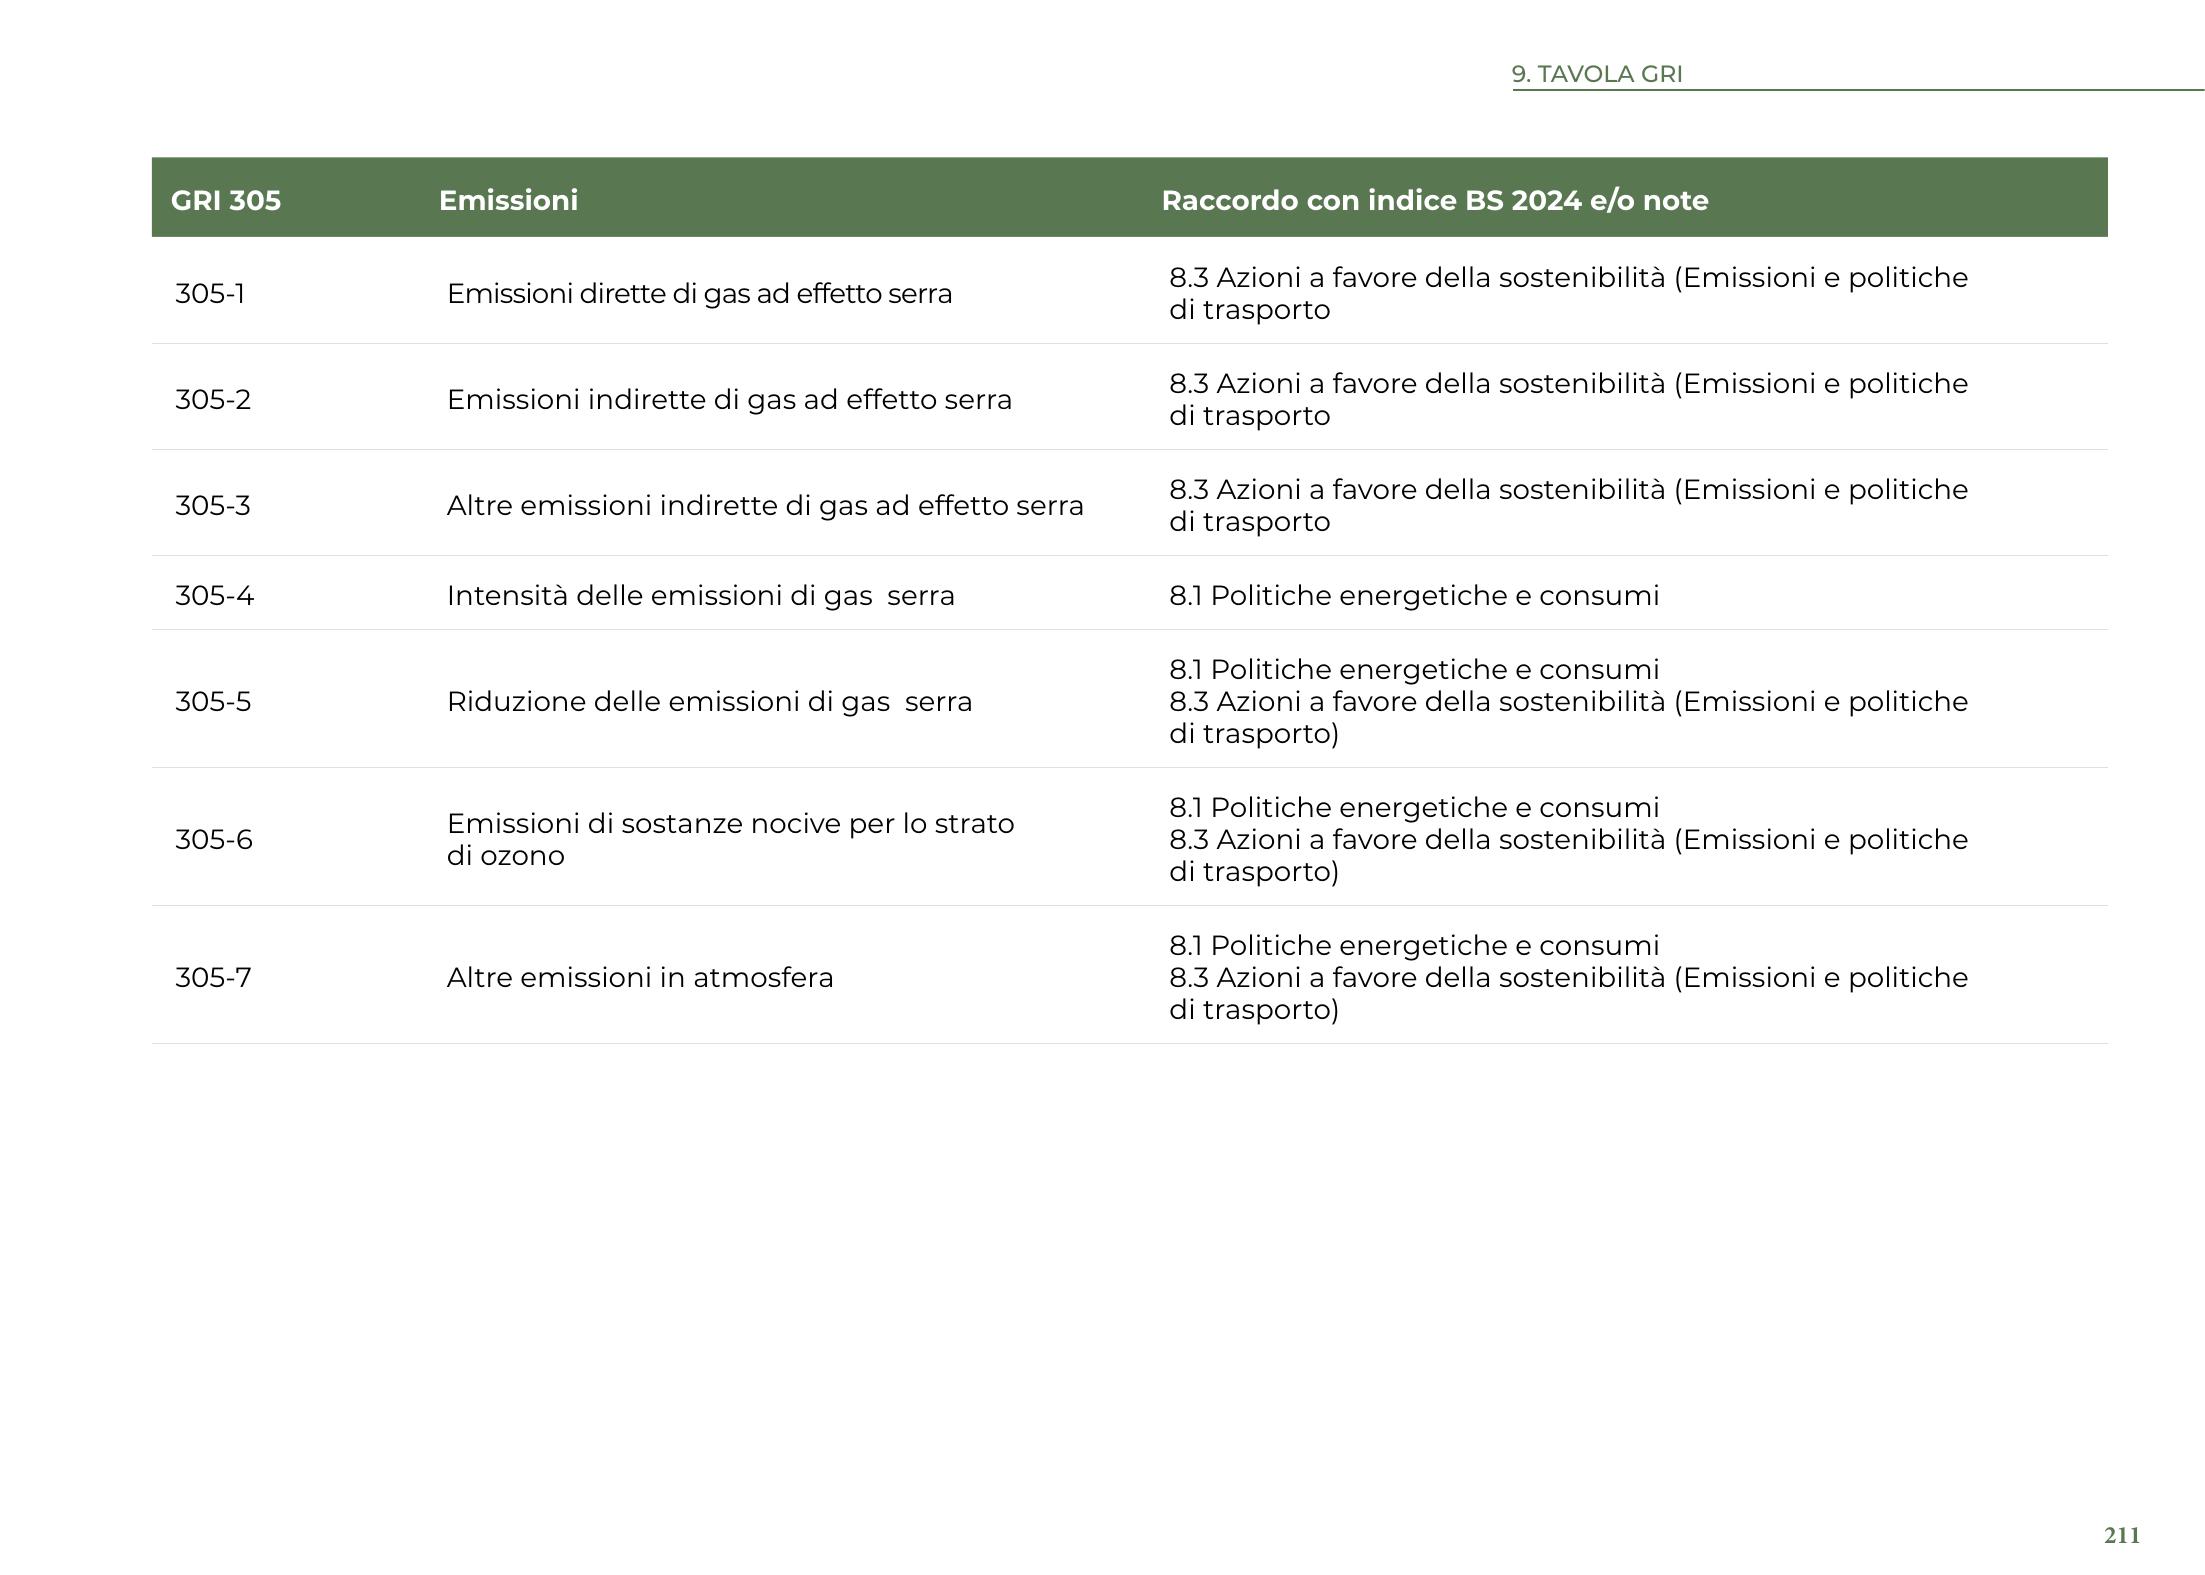 9. TAVOLA GRI
GRI 305 Emissioni Raccordo con indice BS 2024 e/o note
305-1 Emissioni dirette di gas ad effetto serra 8.3 Azioni a favore della sostenibilità (Emissioni e politiche
di trasporto
305-2 Emissioni indirette di gas ad effetto serra 8.3 Azioni a favore della sostenibilità (Emissioni e politiche
di trasporto
305-3 Altre emissioni indirette di gas ad effetto serra 8.3 Azioni a favore della sostenibilità (Emissioni e politiche
di trasporto
305-4 Intensità delle emissioni di gas  serra 8.1 Politiche energetiche e consumi
305-5 Riduzione delle emissioni di gas  serra 8.1 Politiche energetiche e consumi
8.3 Azioni a favore della sostenibilità (Emissioni e politiche
di trasporto)
305-6 Emissioni di sostanze nocive per lo strato
di ozono
8.1 Politiche energetiche e consumi
8.3 Azioni a favore della sostenibilità (Emissioni e politiche
di trasporto)
305-7 Altre emissioni in atmosfera 8.1 Politiche energetiche e consumi
8.3 Azioni a favore della sostenibilità (Emissioni e politiche
di trasporto)
211